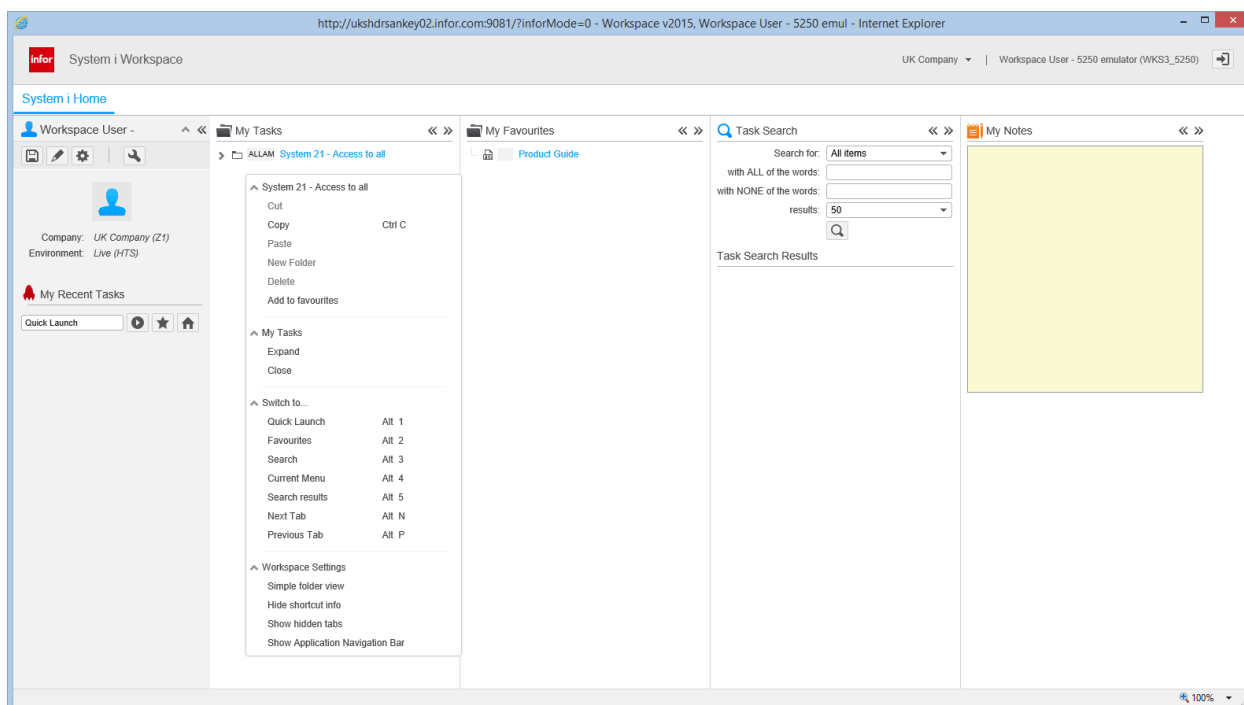 http://ukshdrsankey02.infor.com:9081/?inforMode=0 - Workspace v2015, Workspace User - 5250 emul - Internet Explorer
infor System i Workspace UK Company | Workspace User - 5250 emulator (WKS3_5250)
System i Home
Workspace User -
Company: UK Company (Z1)
Environment: Live (HTS)
My Recent Tasks
Quick Launch
My Tasks
ALLAM System 21 - Access to all
System 21 - Access to all
Cut
Copy Ctrl C
Paste
New Folder
Delete
Add to favourites
My Tasks
Expand
Close
Switch to...
Quick Launch Alt 1
Favourites Alt 2
Search Alt 3
Current Menu Alt 4
Search results Alt 5
Next Tab Alt N
Previous Tab Alt P
Workspace Settings
Simple folder view
Hide shortcut info
Show hidden tabs
Show Application Navigation Bar
My Favourites
Product Guide
Task Search
Search for: All items
with ALL of the words:
with NONE of the words:
results: 50
Task Search Results
My Notes
100%